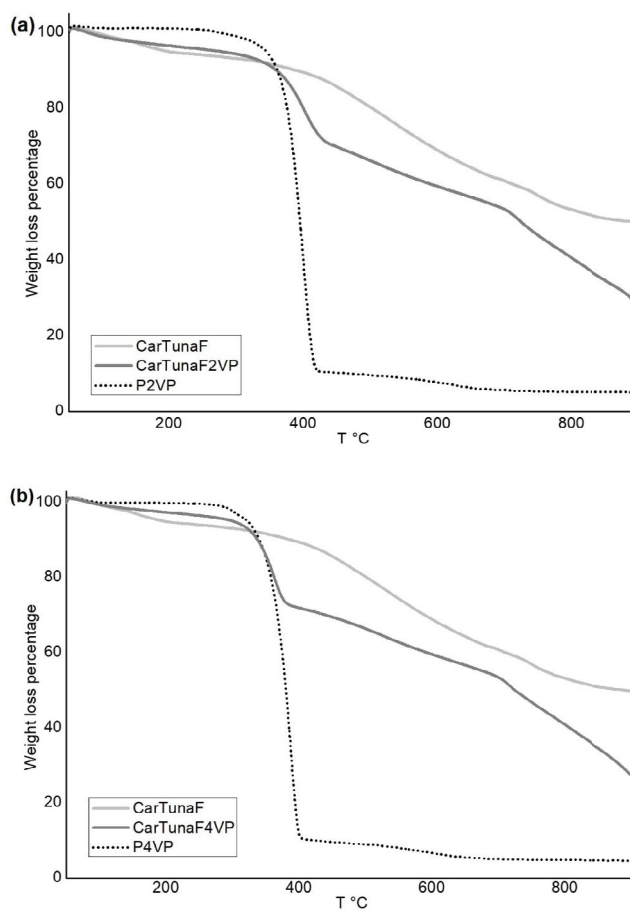 (a)
100
80
60
40
20
0
Weight loss percentage
CarTunaF
CarTunaF2VP
P2VP
200
400
600
800
T °C
(b)
100
80
60
40
20
0
Weight loss percentage
CarTunaF
CarTunaF4VP
P4VP
200
400
600
800
T °C